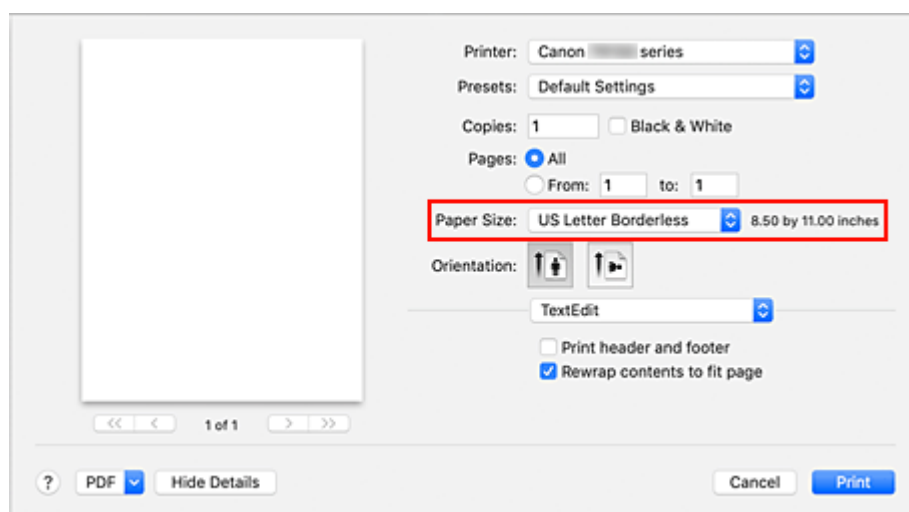 Printer: Canon series
Presets: Default Settings
Copies: 1 Black & White
Pages: All
From: 1 to: 1
Paper Size: US Letter Borderless 8.50 by 11.00 inches
Orientation:
TextEdit
Print header and footer
Rewrap contents to fit page
<< < 1 of 1 > >>
? PDF Hide Details Cancel Print